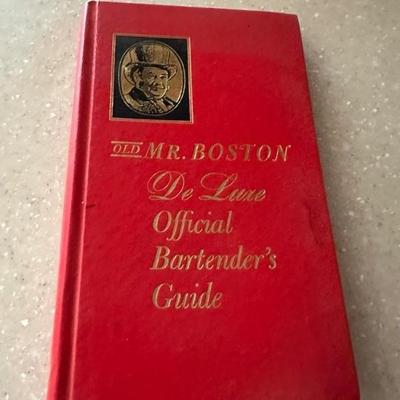 OLD MR. BOSTON
De Luxe
Official
Bartender's
Guide